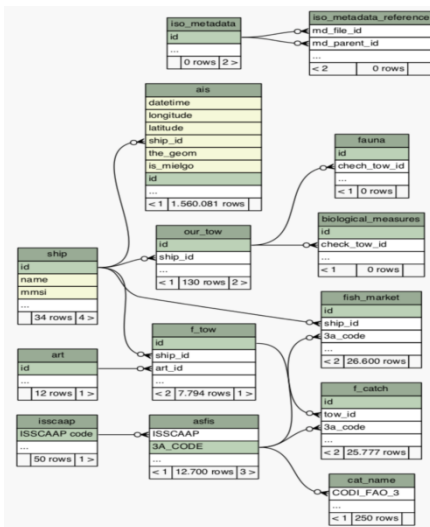 iso_metadata
id
...
0 rows 2 >
iso_metadata_reference
md_file_id
md_parent_id
...
< 2 0 rows
ais
datetime
longitude
latitude
ship_id
the_geom
is_mielgo
id
...
< 1 1.560.081 rows
fauna
id
chech_tow_id
...
< 1 0 rows
our_tow
id
ship_id
...
< 1 130 rows 2 >
biological_measures
id
check_tow_id
...
< 1 0 rows
ship
id
name
mmsi
...
34 rows 4 >
fish_market
id
ship_id
3a_code
...
< 2 26.600 rows
f_tow
id
ship_id
art_id
...
< 2 7.794 rows 1 >
art
id
...
12 rows 1 >
f_catch
id
tow_id
3a_code
...
< 2 25.777 rows
isscaap
ISSCAAP code
...
50 rows 1 >
asfis
ISSCAAP
3A_CODE
...
< 1 12.700 rows 3 >
cat_name
CODI_FAO_3
...
< 1 250 rows